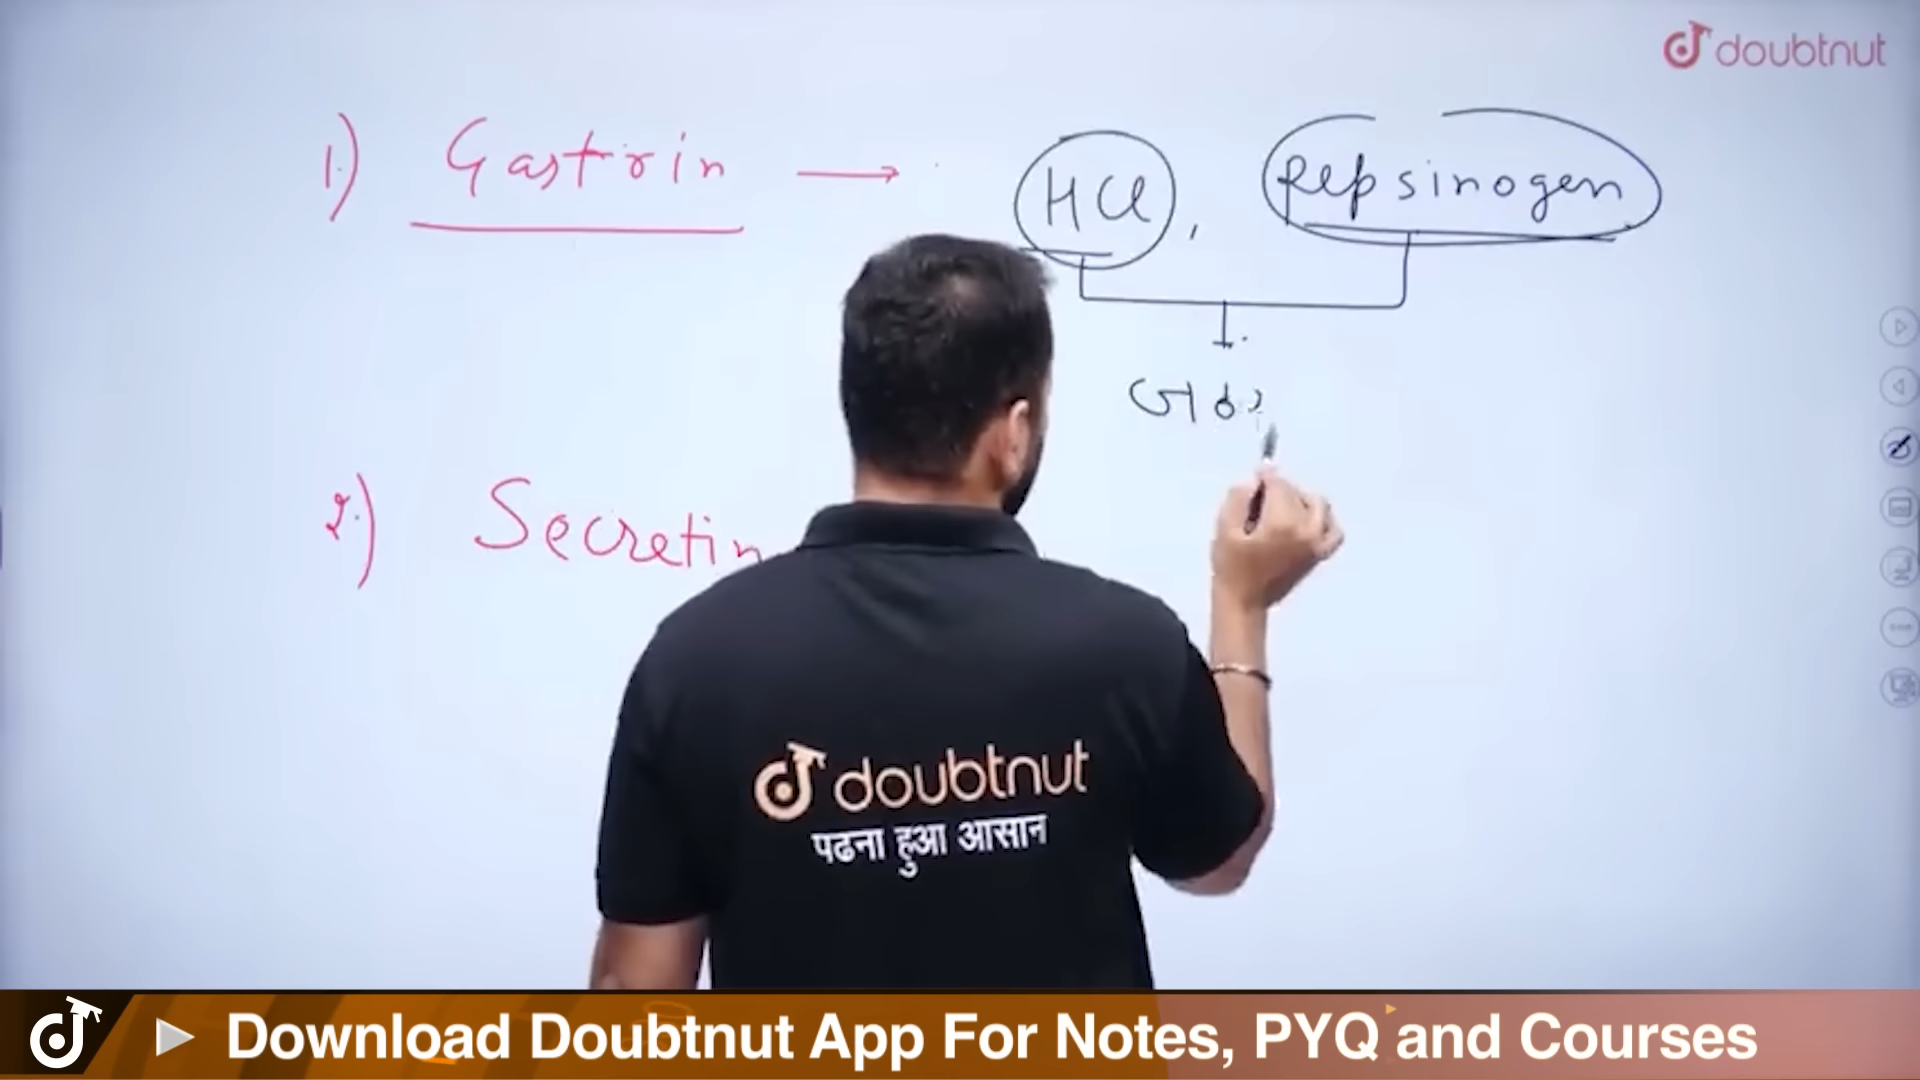 doubtnut
1.) Gastrin → HCl, Pepsinogen
2.) Secretin
doubtnut
पढना हुआ आसान
Download Doubtnut App For Notes, PYQ and Courses